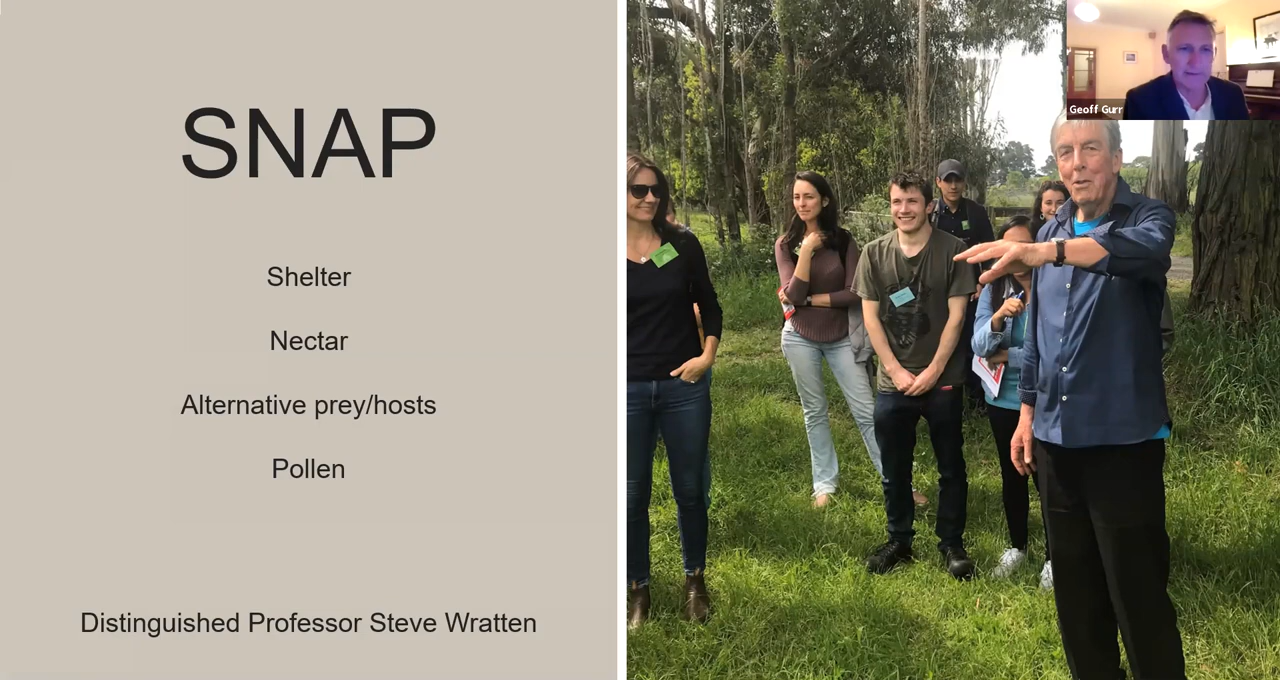 SNAP
Shelter
Nectar
Alternative prey/hosts
Pollen
Distinguished Professor Steve Wratten
Geoff Gurr